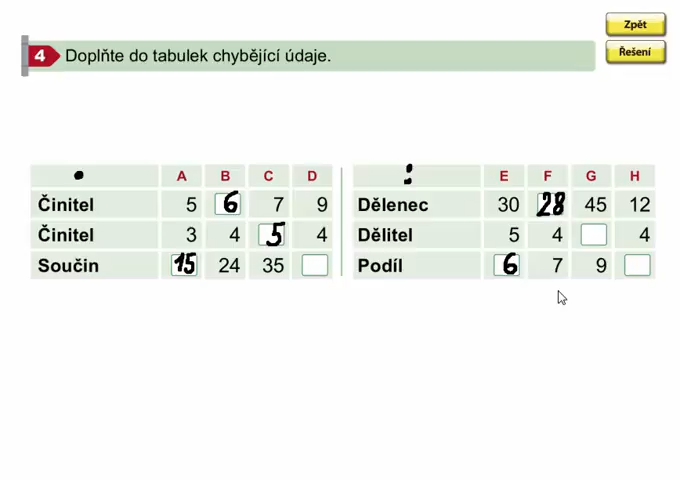 Zpět
4 Doplňte do tabulek chybějící údaje.
Řešení
• A B C D
Činitel 5 6 7 9
Činitel 3 4 5 4
Součin 15 24 35
: E F G H
Dělenec 30 28 45 12
Dělitel 5 4 4
Podíl 6 7 9